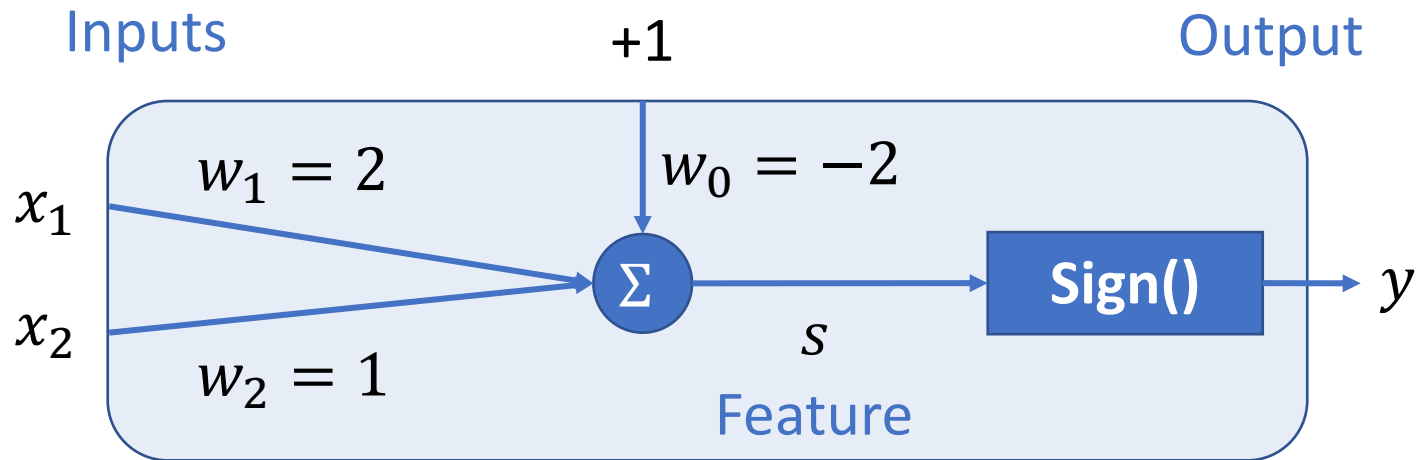 Inputs
+1
Output
w₁ = 2
w₀ = −2
x₁
Σ
Sign()
y
x₂
s
w₂ = 1
Feature